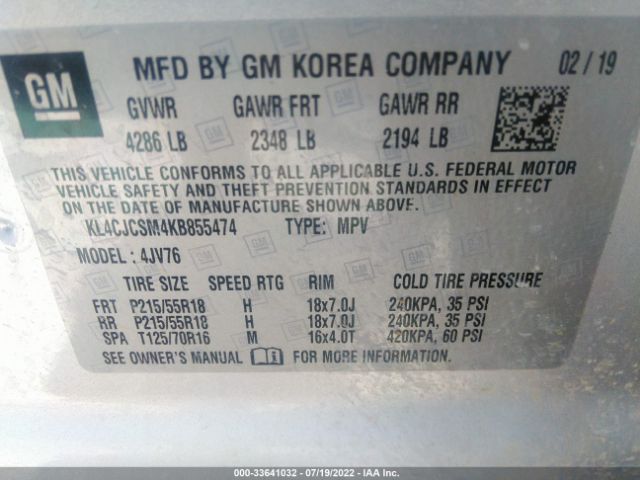 GM MFD BY GM KOREA COMPANY 02/19
GVWR GAWR FRT GAWR RR
4286 LB 2348 LB 2194 LB
THIS VEHICLE CONFORMS TO ALL APPLICABLE U.S. FEDERAL MOTOR
VEHICLE SAFETY AND THEFT PREVENTION STANDARDS IN EFFECT
ON THE DATE OF MANUFACTURE SHOWN ABOVE.
KL4CJCSM4KB855474 TYPE: MPV
MODEL: 4JV76
TIRE SIZE SPEED RTG RIM COLD TIRE PRESSURE
FRT P215/55R18 H 18x7.0J 240KPA, 35 PSI
RR P215/55R18 H 18x7.0J 240KPA, 35 PSI
SPA T125/70R16 M 16x4.0T 420KPA, 60 PSI
SEE OWNER'S MANUAL FOR MORE INFORMATION.
000-33641032 / 07/19/2022 - IAA Inc.